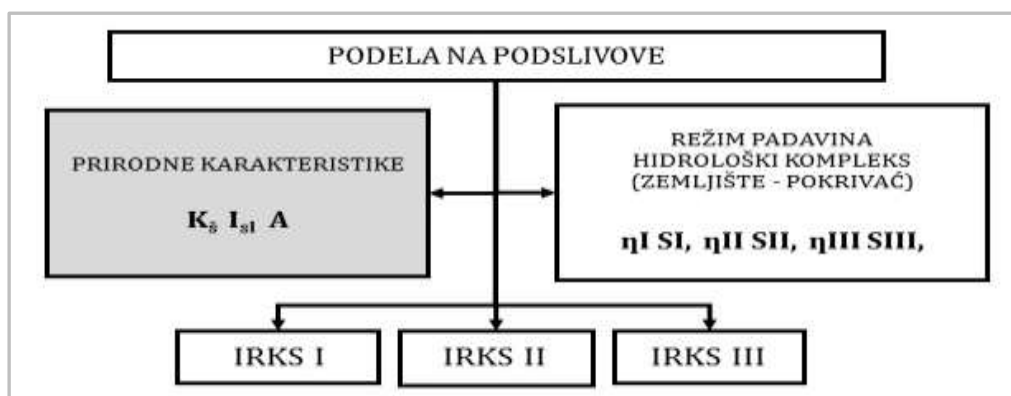 PODELA NA PODSLIVOVE
PRIRODNE KARAKTERISTIKE
Kš Isl A
REŽIM PADAVINA
HIDROLOŠKI KOMPLEKS
(ZEMLJIŠTE - POKRIVAĆ)
ηI SI, ηII SII, ηIII SIII,
IRKS I
IRKS II
IRKS III